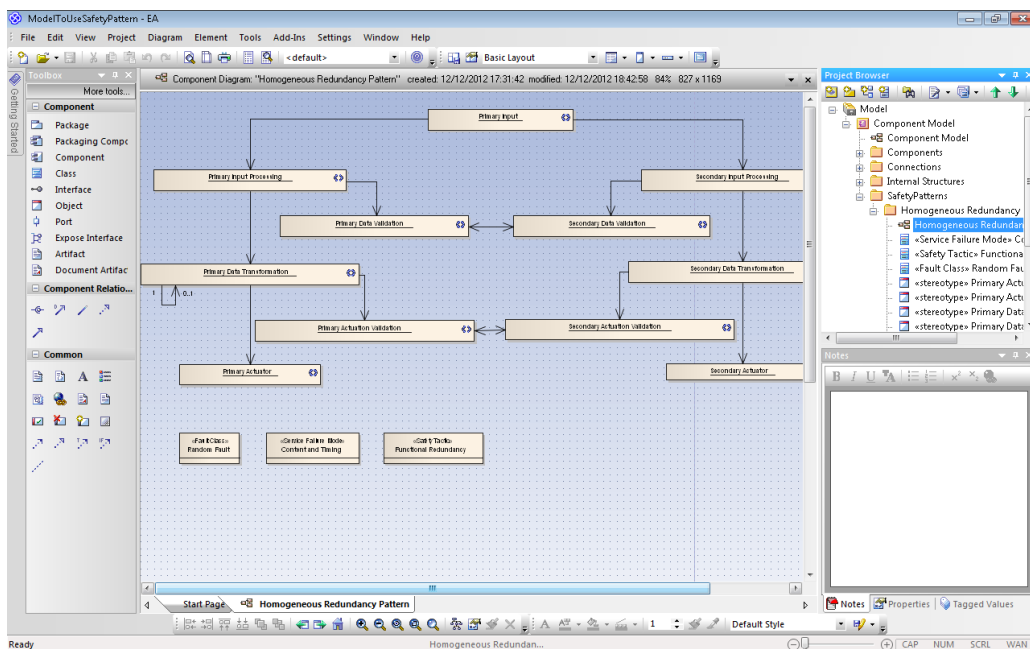 ModelToUseSafetyPattern - EA
File Edit View Project Diagram Element Tools Add-Ins Settings Window Help
<default>
Basic Layout
Getting Started
Toolbox
More tools...
Component
Package
Packaging Compc
Component
Class
Interface
Object
Port
Expose Interface
Artifact
Document Artifac
Component Relatio...
Common
Component Diagram: "Homogeneous Redundancy Pattern" created: 12/12/2012 17:31:42 modified: 12/12/2012 18:42:58 84% 827 x 1169
Primary Input
Primary Input Processing
Secondary Input Processing
Primary Data Validation
Secondary Data Validation
Primary Data Transformation
Secondary Data Transformation
1
0..1
Primary Actuation Validation
Secondary Actuation Validation
Primary Actuator
Secondary Actuator
«Fault Class»
Random Fault
«Service Failure Mode»
Content and Timing
«Safety Tactic»
Functional Redundancy
Start Page
Homogeneous Redundancy Pattern
Project Browser
Model
Component Model
Component Model
Components
Connections
Internal Structures
SafetyPatterns
Homogeneous Redundancy
Homogeneous Redundan
«Service Failure Mode» Co
«Safety Tactic» Functiona
«Fault Class» Random Fau
«stereotype» Primary Actu
«stereotype» Primary Actu
«stereotype» Primary Data
«stereotype» Primary Data
Notes
B I U A
Notes Properties Tagged Values
A 1 Default Style
Ready
Homogeneous Redundan...
CAP NUM SCRL WAN